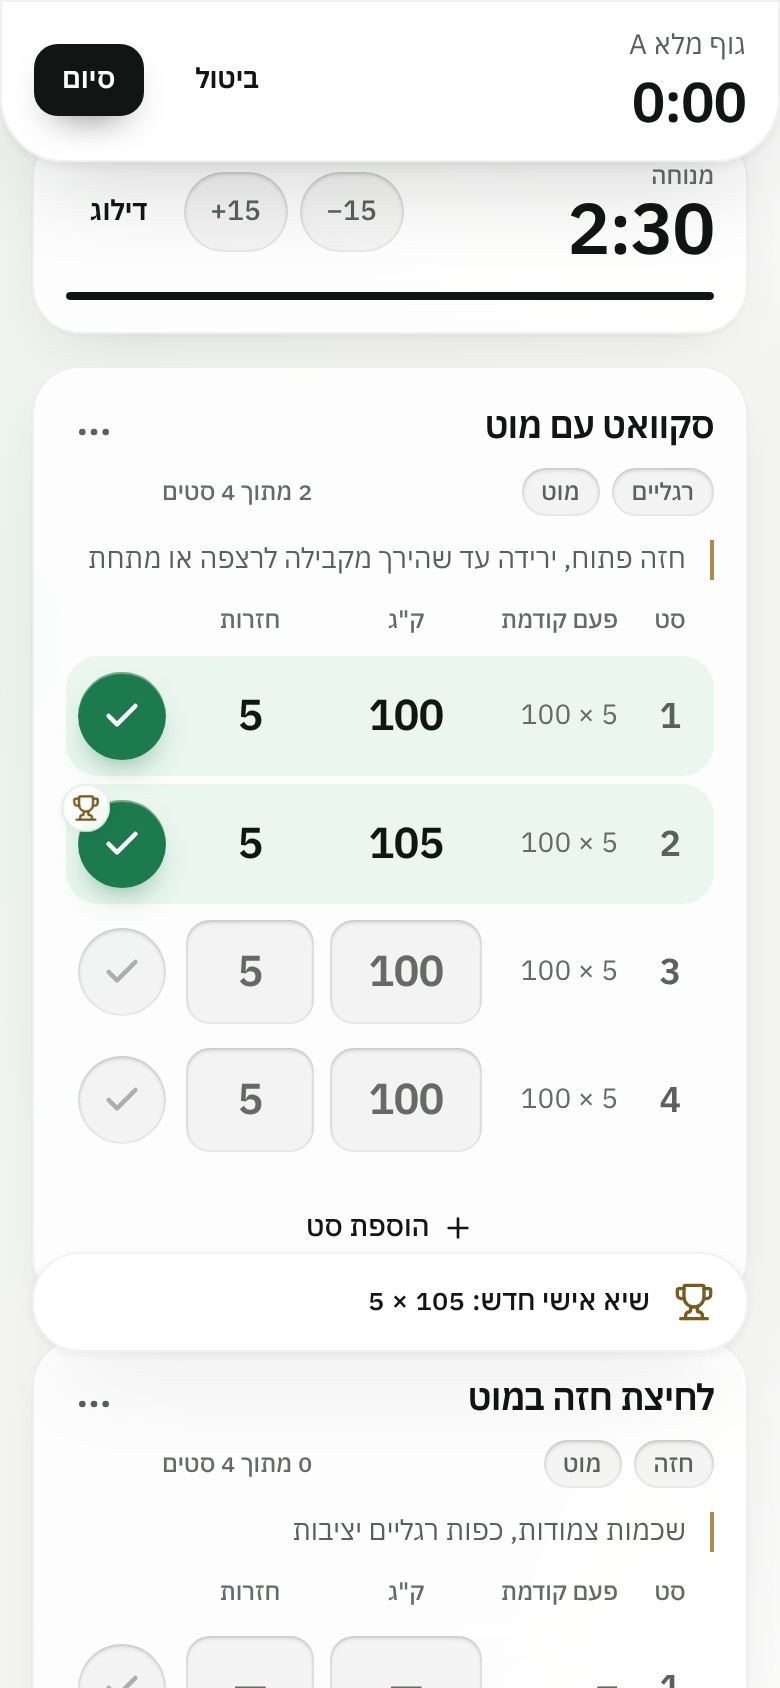 גוף מלא A
0:00
ביטול
סיום
מנוחה
2:30
−15
+15
דילוג
סקוואט עם מוט
רגליים
מוט
2 מתוך 4 סטים
חזה פתוח, ירידה עד שהירך מקבילה לרצפה או מתחת
סט פעם קודמת ק"ג חזרות
1 100 × 5 100 5
2 100 × 5 105 5
3 100 × 5 100 5
4 100 × 5 100 5
+ הוספת סט
שיא אישי חדש: 105 × 5
לחיצת חזה במוט
חזה
מוט
0 מתוך 4 סטים
שכמות צמודות, כפות רגליים יציבות
סט פעם קודמת ק"ג חזרות
1 – — —